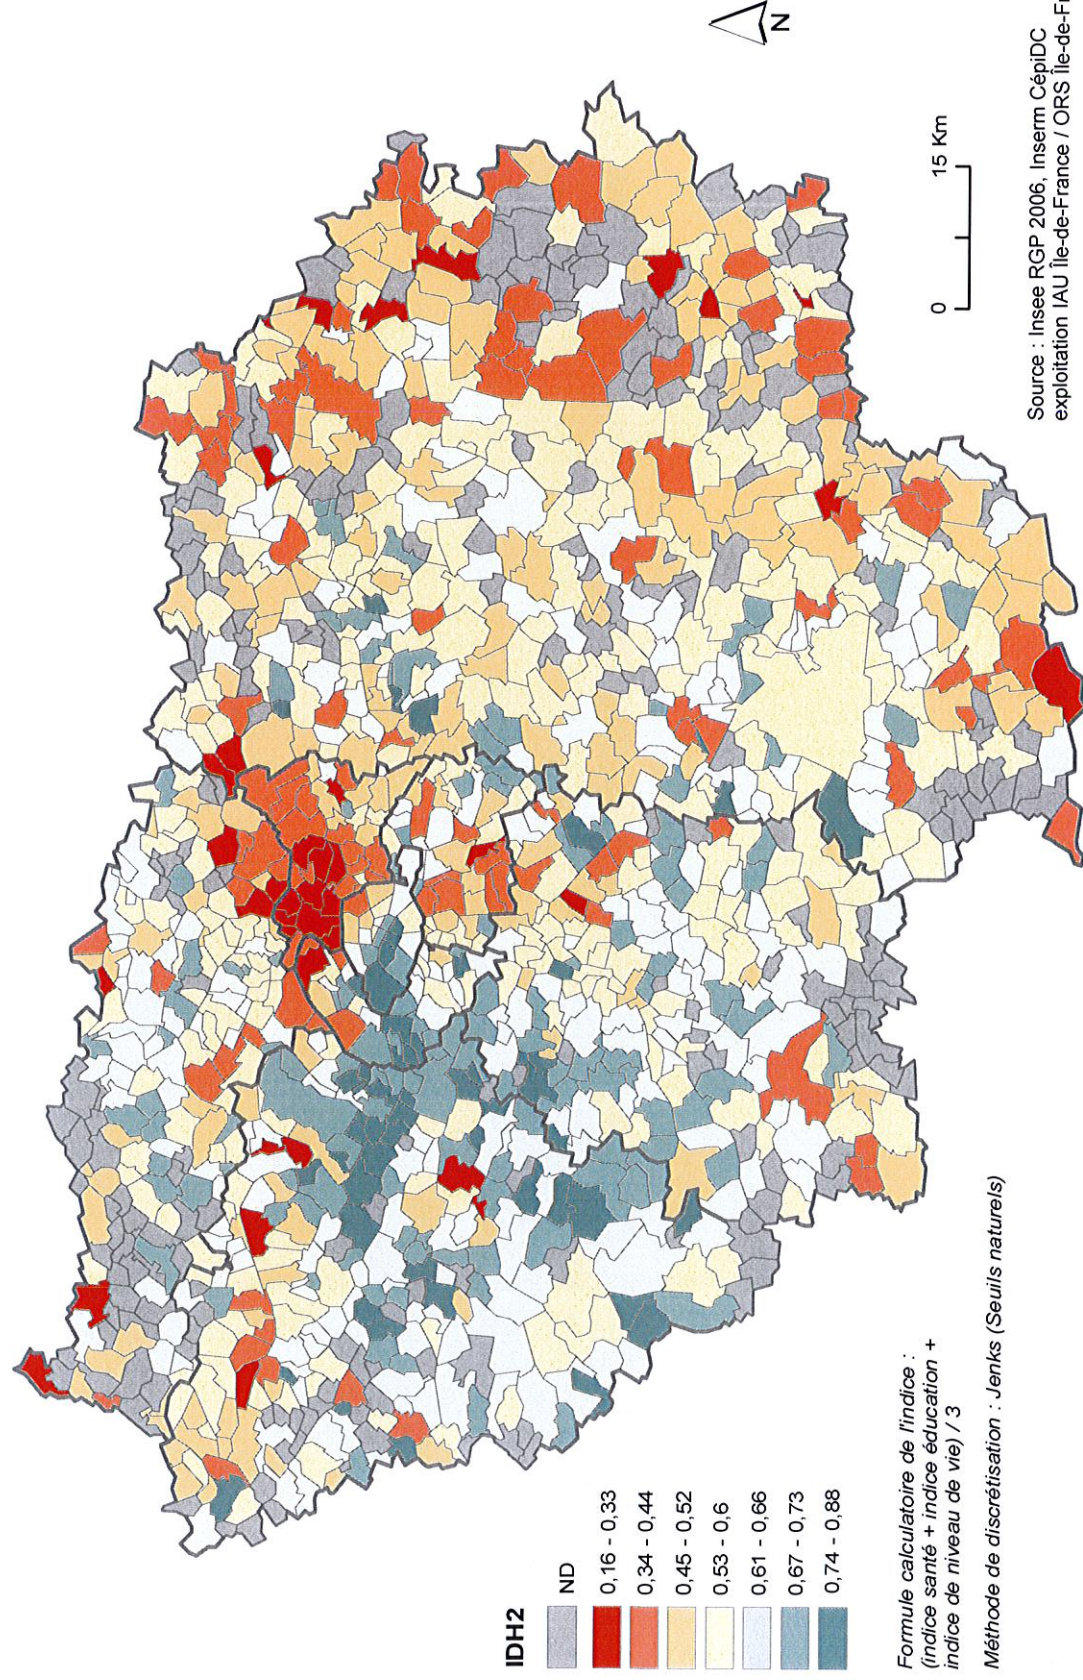 N
0
15 Km
Source : Insee RGP 2006, Inserm CépiDC
exploitation IAU Île-de-France / ORS Île-de-Fr
IDH2
ND
0,16 - 0,33
0,34 - 0,44
0,45 - 0,52
0,53 - 0,6
0,61 - 0,66
0,67 - 0,73
0,74 - 0,88
Formule calculatoire de l'indice :
(indice santé + indice éducation +
indice de niveau de vie) / 3
Méthode de discrétisation : Jenks (Seuils naturels)